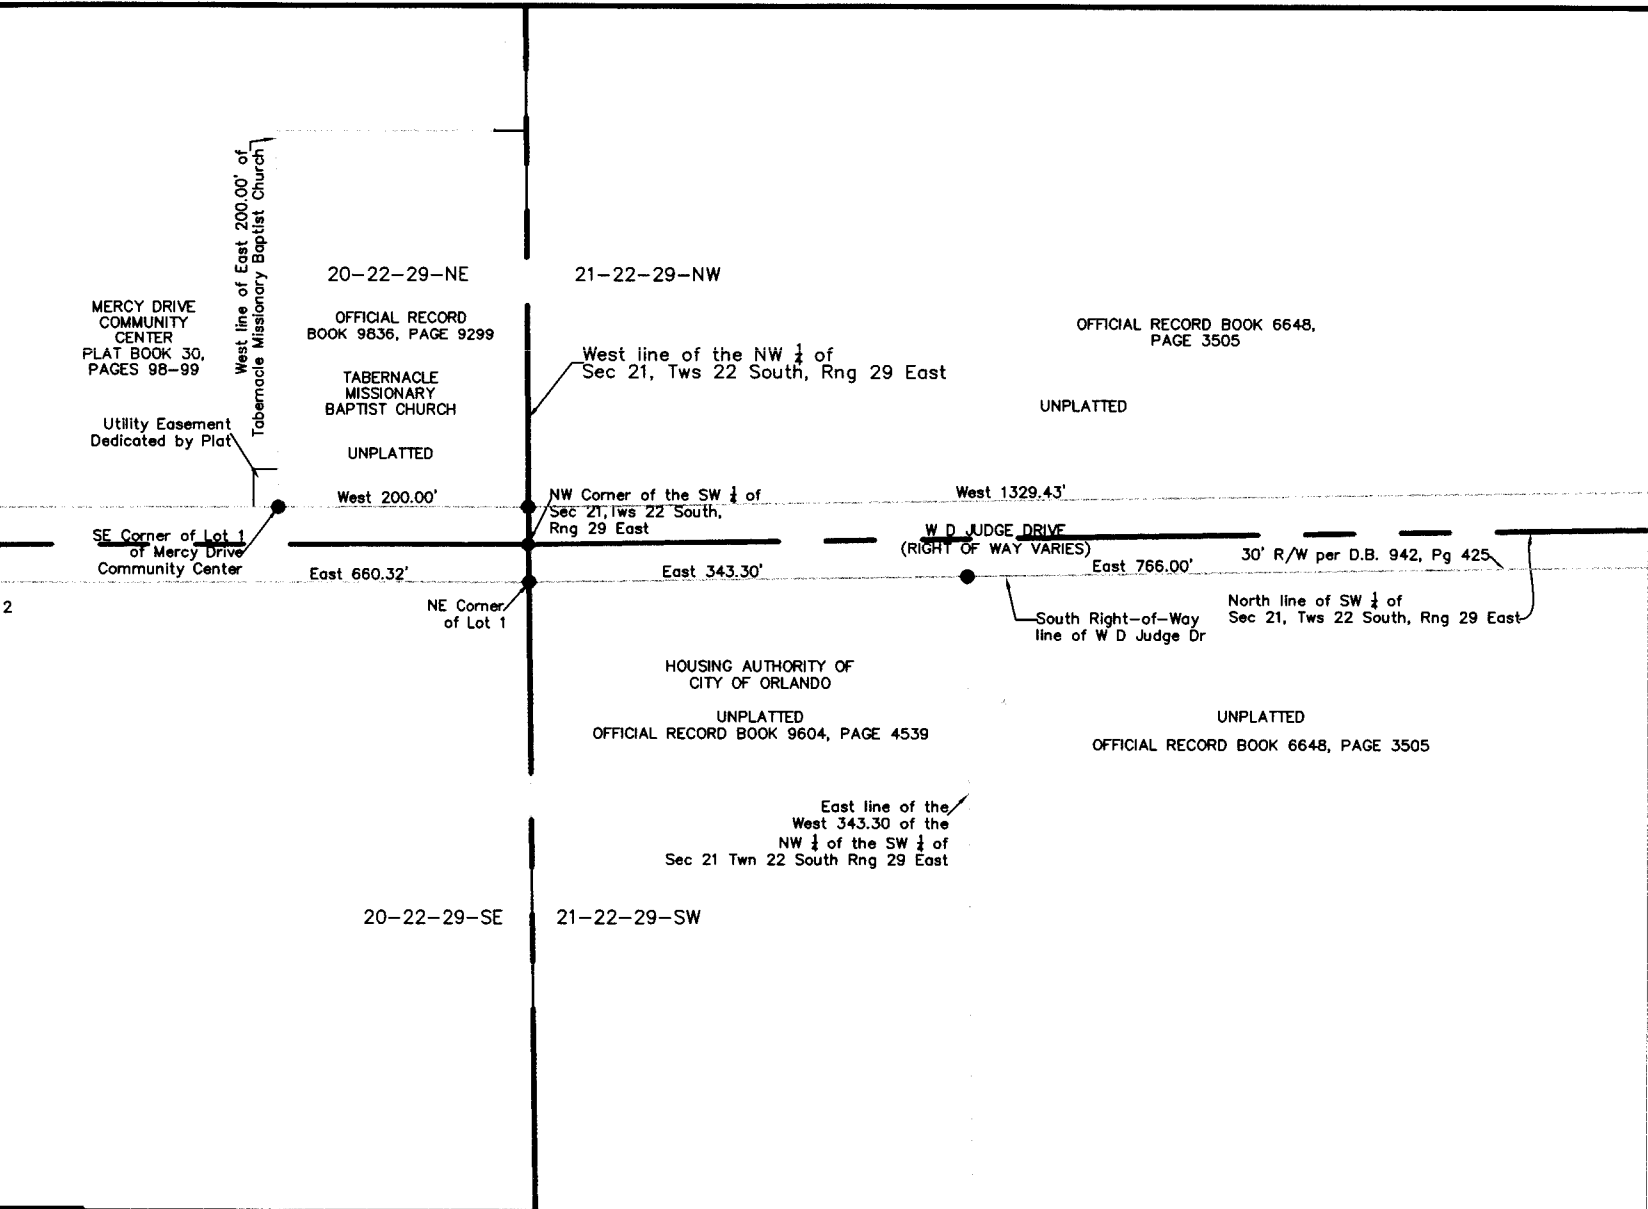 West line of East 200.00' of
Tabernacle Missionary Baptist Church
20-22-29-NE
21-22-29-NW
MERCY DRIVE
COMMUNITY
CENTER
PLAT BOOK 30,
PAGES 98-99
OFFICIAL RECORD
BOOK 9836, PAGE 9299
TABERNACLE
MISSIONARY
BAPTIST CHURCH
UNPLATTED
West line of the NW ¼ of
Sec 21, Tws 22 South, Rng 29 East
OFFICIAL RECORD BOOK 6648,
PAGE 3505
UNPLATTED
Utility Easement
Dedicated by Plat
West 200.00'
NW Corner of the SW ¼ of
Sec 21, Tws 22 South,
Rng 29 East
West 1329.43'
SE Corner of Lot 1
of Mercy Drive
Community Center
W D JUDGE DRIVE
(RIGHT OF WAY VARIES)
30' R/W per D.B. 942, Pg 425
East 660.32'
East 343.30'
East 766.00'
2
NE Corner
of Lot 1
South Right-of-Way
line of W D Judge Dr
North line of SW ¼ of
Sec 21, Tws 22 South, Rng 29 East
HOUSING AUTHORITY OF
CITY OF ORLANDO
UNPLATTED
OFFICIAL RECORD BOOK 9604, PAGE 4539
UNPLATTED
OFFICIAL RECORD BOOK 6648, PAGE 3505
East line of the
West 343.30 of the
NW ¼ of the SW ¼ of
Sec 21 Twn 22 South Rng 29 East
20-22-29-SE
21-22-29-SW